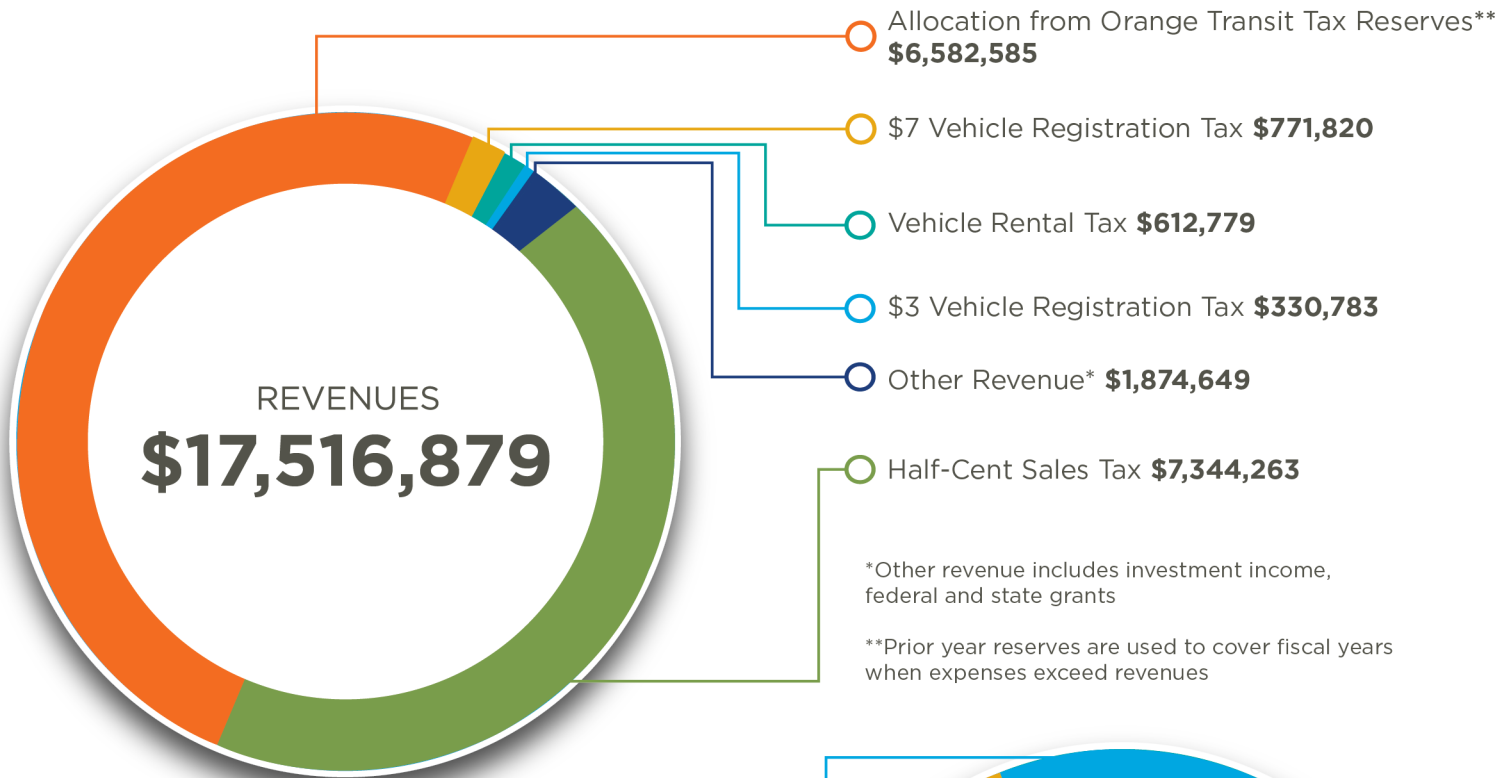 Allocation from Orange Transit Tax Reserves**
$6,582,585
$7 Vehicle Registration Tax $771,820
Vehicle Rental Tax $612,779
$3 Vehicle Registration Tax $330,783
Other Revenue* $1,874,649
REVENUES
$17,516,879
Half-Cent Sales Tax $7,344,263
*Other revenue includes investment income,
federal and state grants
**Prior year reserves are used to cover fiscal years
when expenses exceed revenues